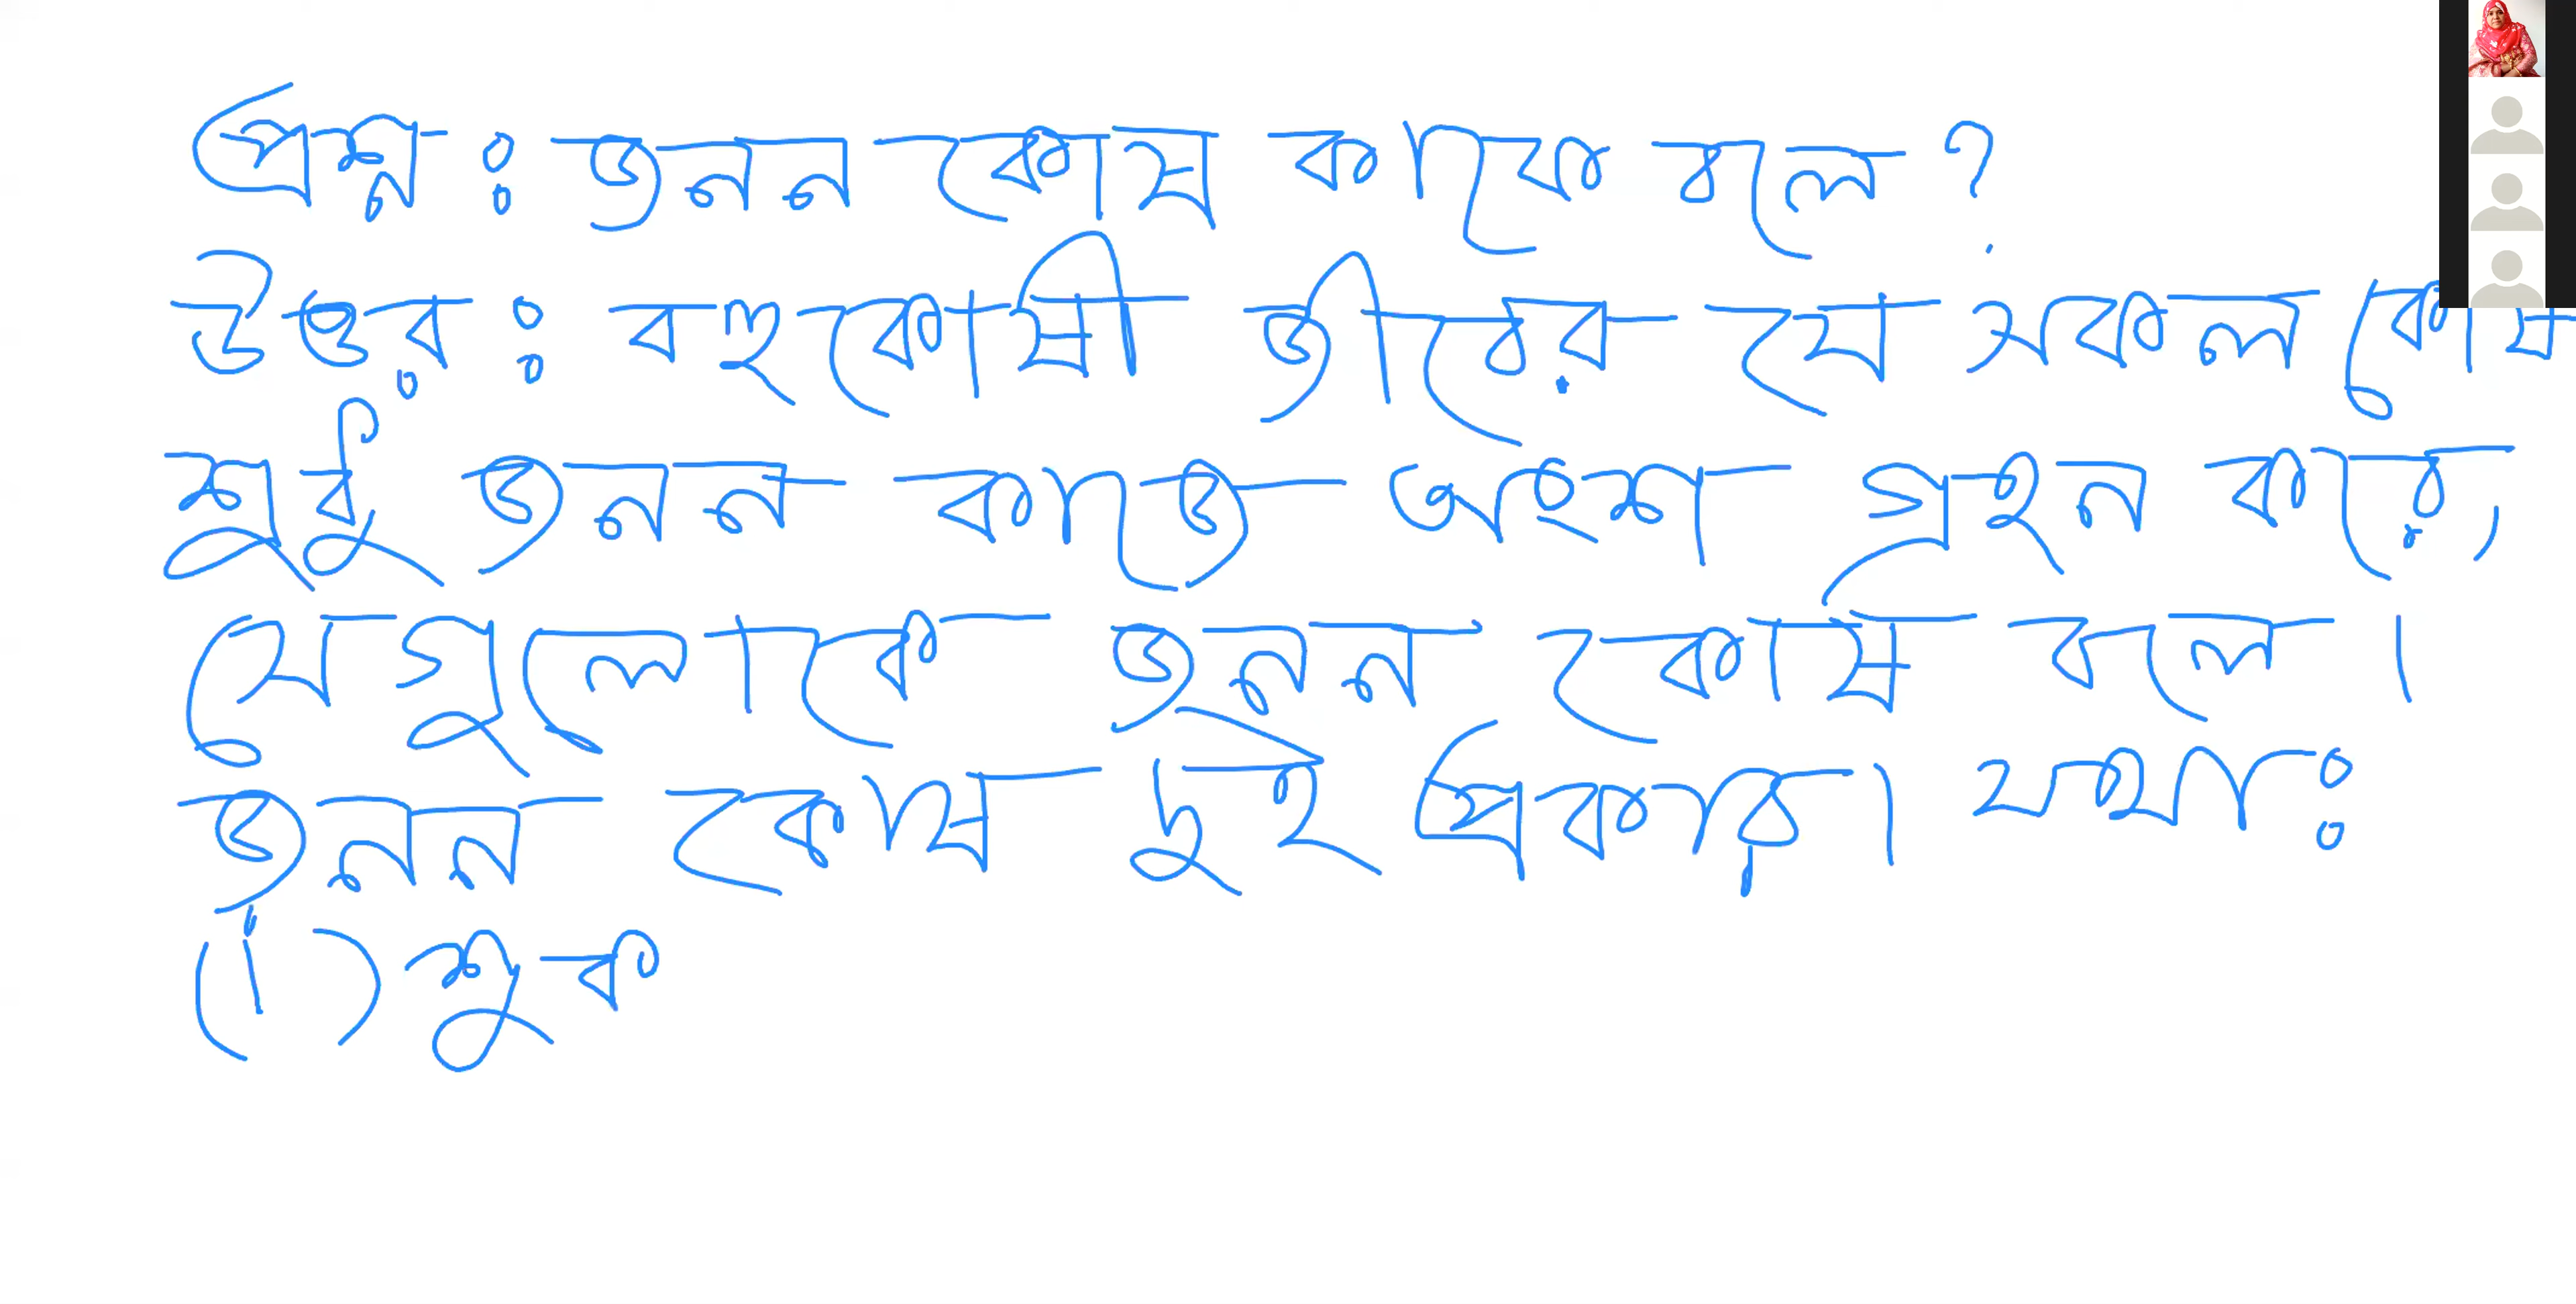 প্রশ্ন : জনন কোষ কাকে বলে ?
উত্তর : বহুকোষী জীবের যে সকল কোষ
শুধু জনন কাজে অংশ গ্রহন করে,
সেগুলোকে জনন কোষ বলে ।
জনন কোষ দুই প্রকার। যথা :
(i) শুক